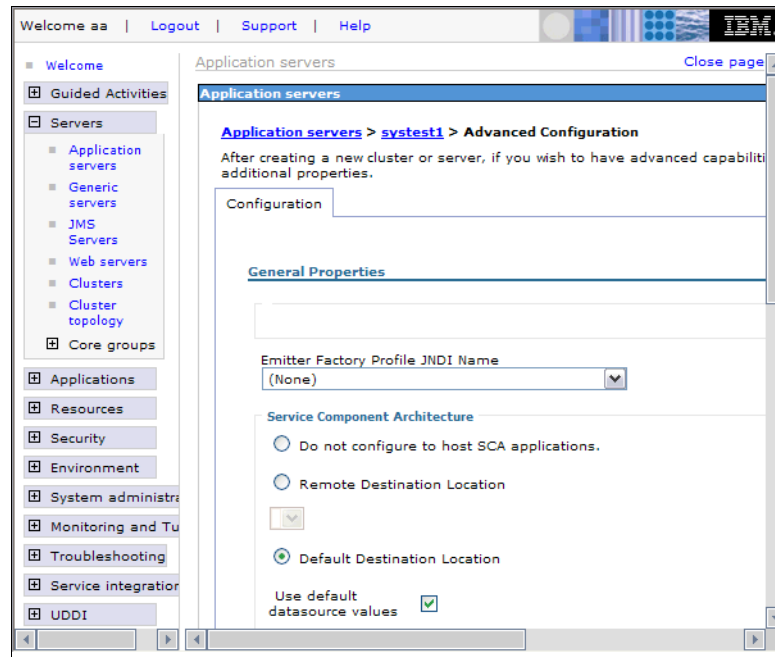 Welcome aa | Logout | Support | Help
IBM.
Welcome
Guided Activities
Servers
Application
servers
Generic
servers
JMS
Servers
Web servers
Clusters
Cluster
topology
Core groups
Applications
Resources
Security
Environment
System administra
Monitoring and Tu
Troubleshooting
Service integration
UDDI
Application servers
Close page
Application servers
Application servers > systest1 > Advanced Configuration
After creating a new cluster or server, if you wish to have advanced capabiliti
additional properties.
Configuration
General Properties
Emitter Factory Profile JNDI Name
(None)
Service Component Architecture
Do not configure to host SCA applications.
Remote Destination Location
Default Destination Location
Use default
datasource values